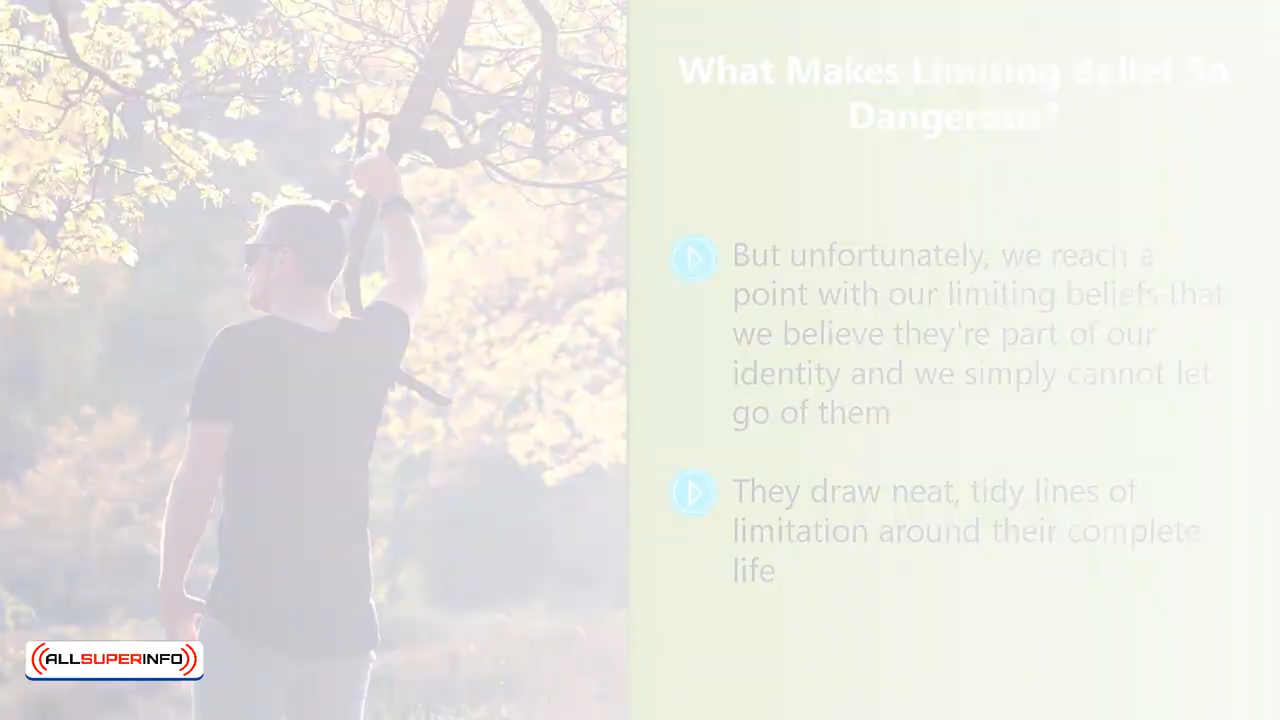 What Makes Limiting Belief So
Dangerous?
But unfortunately, we reach a
point with our limiting beliefs that
we believe they're part of our
identity and we simply cannot let
go of them
They draw neat, tidy lines of
limitation around their complete
life
ALLSUPERINFO